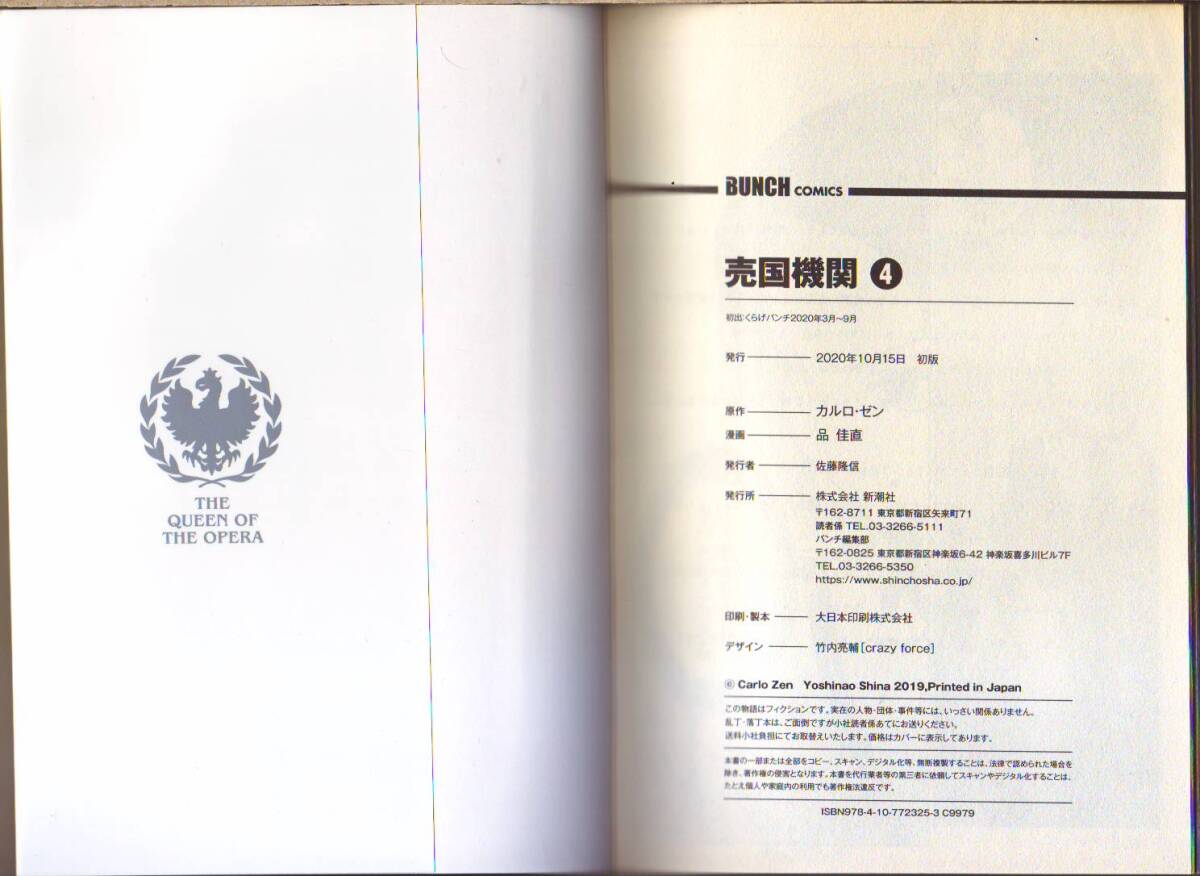 THE
QUEEN OF
THE OPERA
BUNCH COMICS
売国機関 4
初出:くらげバンチ2020年3月〜9月
発行 2020年10月15日 初版
原作 カルロ・ゼン
漫画 品 佳直
発行者 佐藤隆信
発行所 株式会社 新潮社
〒162-8711 東京都新宿区矢来町71
読者係 TEL.03-3266-5111
バンチ編集部
〒162-0825 東京都新宿区神楽坂6-42 神楽坂喜多川ビル7F
TEL.03-3266-5350
https://www.shinchosha.co.jp/
印刷・製本 大日本印刷株式会社
デザイン 竹内亮輔[crazy force]
© Carlo Zen Yoshinao Shina 2019,Printed in Japan
この物語はフィクションです。実在の人物・団体・事件等には、いっさい関係ありません。
乱丁・落丁本は、ご面倒ですが小社読者係あてにお送りください。
送料小社負担にてお取替えいたします。価格はカバーに表示してあります。
本書の一部または全部をコピー、スキャン、デジタル化等、無断複製することは、法律で認められた場合を
除き、著作権の侵害となります。本書を代行業者等の第三者に依頼してスキャンやデジタル化することは、
たとえ個人や家庭内の利用でも著作権法違反です。
ISBN978-4-10-772325-3 C9979